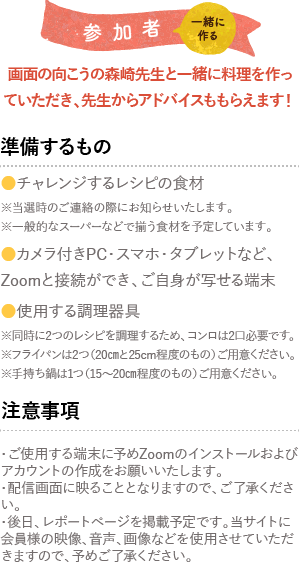 参加者
一緒に
作る
画面の向こうの森崎先生と一緒に料理を作っ
ていただき、先生からアドバイスももらえます!
準備するもの
●チャレンジするレシピの食材
※当選時のご連絡の際にお知らせいたします。
※一般的なスーパーなどで揃う食材を予定しています。
●カメラ付きPC・スマホ・タブレットなど、
Zoomと接続ができ、ご自身が写せる端末
●使用する調理器具
※同時に2つのレシピを調理するため、コンロは2口必要です。
※フライパンは2つ(20㎝と25cm程度のもの)ご用意ください。
※手持ち鍋は1つ(15〜20㎝程度のもの)ご用意ください。
注意事項
・ご使用する端末に予めZoomのインストールおよび
アカウントの作成をお願いいたします。
・配信画面に映ることとなりますので、ご了承くださ
い。
・後日、レポートページを掲載予定です。当サイトに
会員様の映像、音声、画像などを使用させていただ
きますので、予めご了承ください。